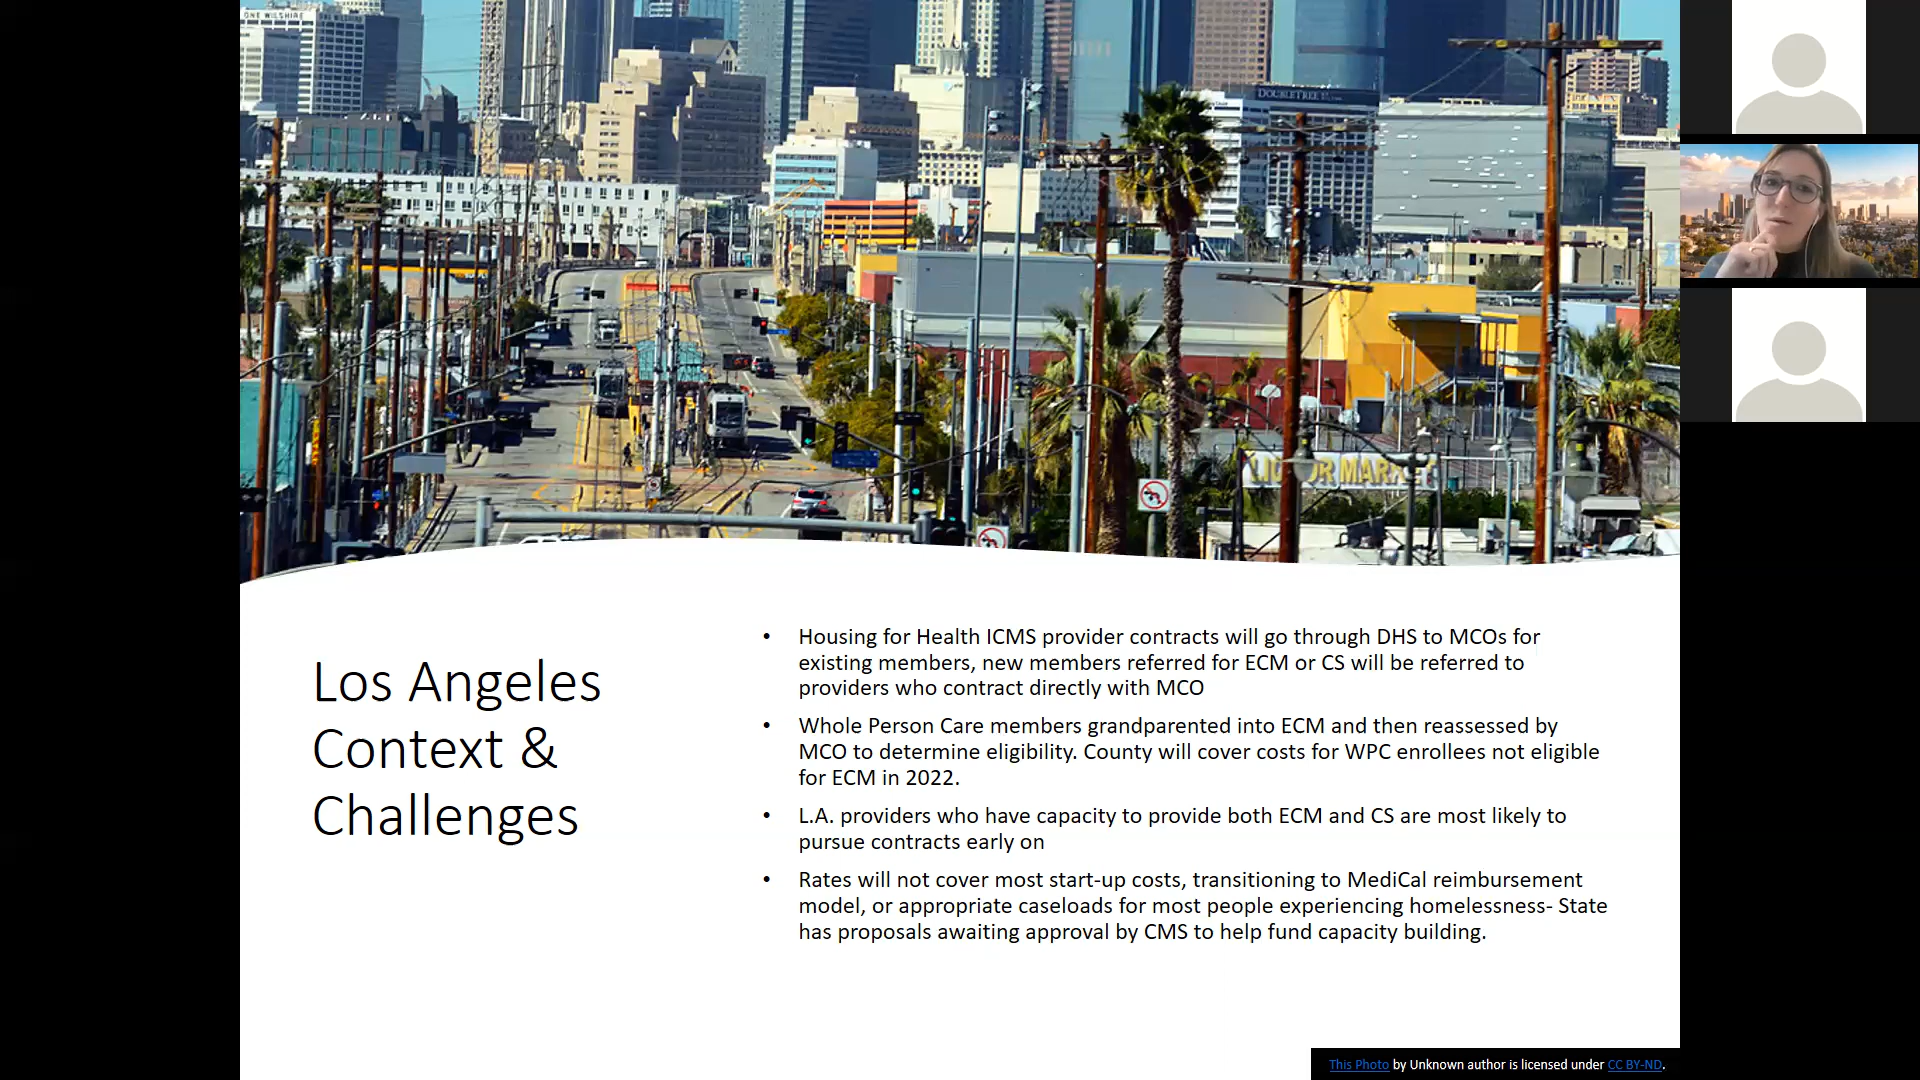 ONE WILSHIRE
DOUBLETREE
LIQUOR MARKET
Los Angeles
Context &
Challenges
• Housing for Health ICMS provider contracts will go through DHS to MCOs for
existing members, new members referred for ECM or CS will be referred to
providers who contract directly with MCO
• Whole Person Care members grandparented into ECM and then reassessed by
MCO to determine eligibility. County will cover costs for WPC enrollees not eligible
for ECM in 2022.
• L.A. providers who have capacity to provide both ECM and CS are most likely to
pursue contracts early on
• Rates will not cover most start-up costs, transitioning to MediCal reimbursement
model, or appropriate caseloads for most people experiencing homelessness- State
has proposals awaiting approval by CMS to help fund capacity building.
This Photo by Unknown author is licensed under CC BY-ND.